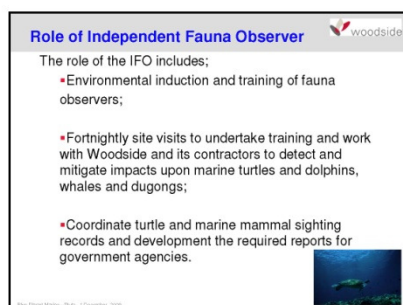 Role of Independent Fauna Observer
woodside
The role of the IFO includes;
▪Environmental induction and training of fauna
observers;
▪Fortnightly site visits to undertake training and work
with Woodside and its contractors to detect and
mitigate impacts upon marine turtles and dolphins,
whales and dugongs;
▪Coordinate turtle and marine mammal sighting
records and development the required reports for
government agencies.